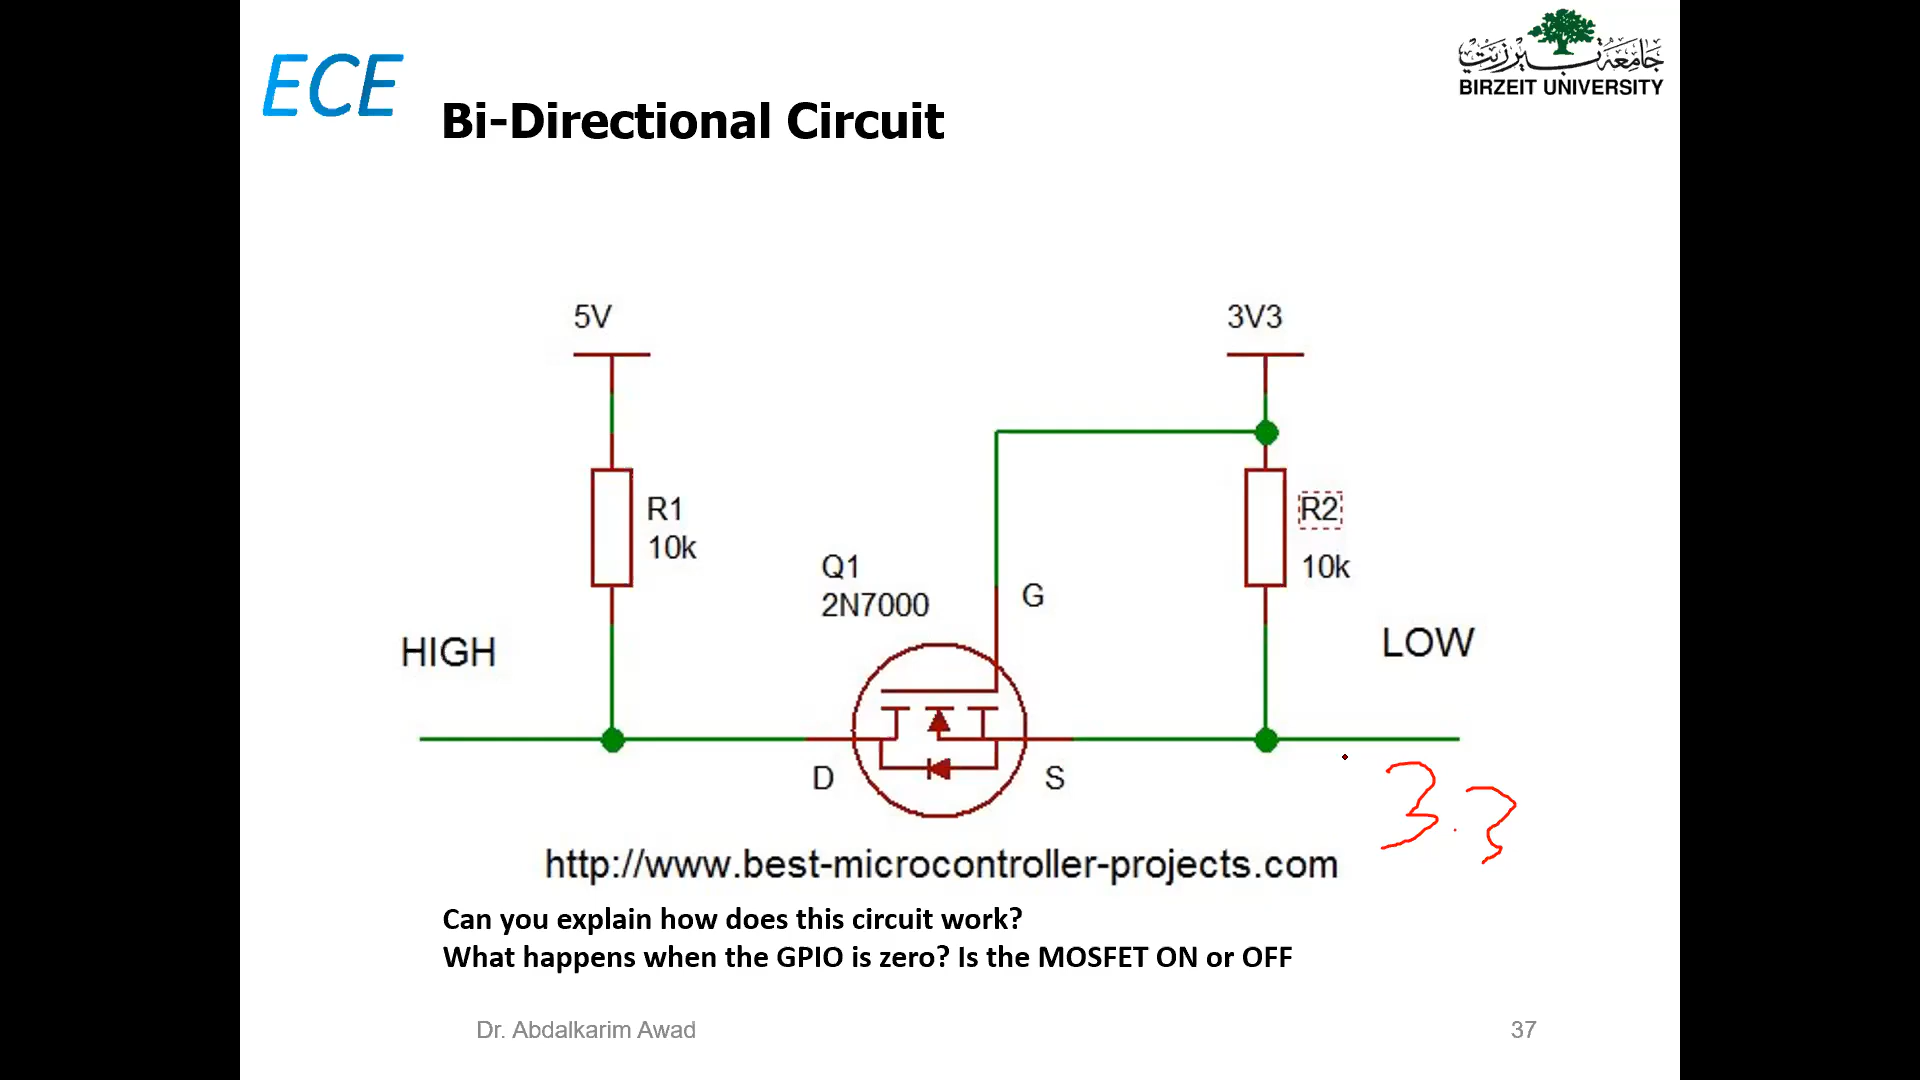 ECE
جامعة بيرزيت
BIRZEIT UNIVERSITY
Bi-Directional Circuit
5V
3V3
R1
10k
R2
10k
Q1
2N7000
G
HIGH
LOW
D
S
3.3
http://www.best-microcontroller-projects.com
Can you explain how does this circuit work?
What happens when the GPIO is zero? Is the MOSFET ON or OFF
Dr. Abdalkarim Awad
37